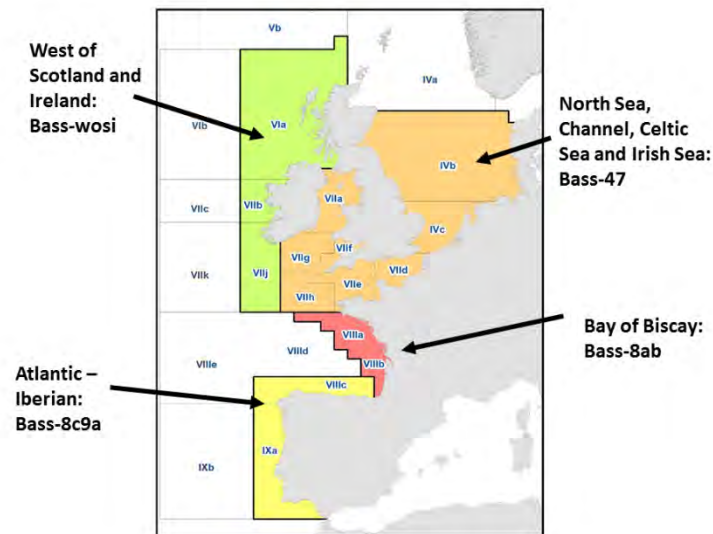 Vb
West of
Scotland and
Ireland:
Bass-wosi
IVa
North Sea,
Channel, Celtic
Sea and Irish Sea:
Bass-47
VIb
VIa
IVb
VIIc
VIIb
VIIa
IVc
VIIk
VIIj
VIIg
VIIf
VIIe
VIId
VIIh
Bay of Biscay:
Bass-8ab
VIIIe
VIIId
VIIIa
VIIIb
Atlantic –
Iberian:
Bass-8c9a
VIIIc
IXb
IXa